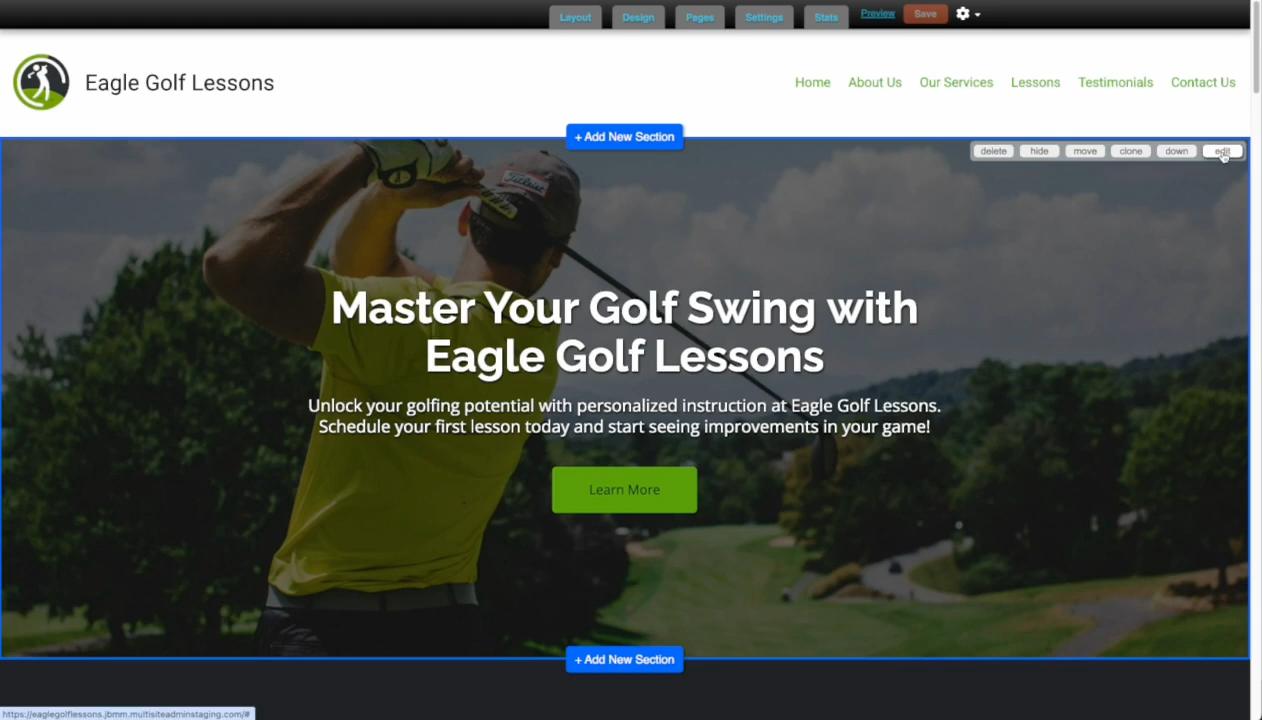 Layout Design Pages Settings Stats Preview Save
Eagle Golf Lessons
Home About Us Our Services Lessons Testimonials Contact Us
+ Add New Section
delete hide move clone down edit
Titleist
Master Your Golf Swing with
Eagle Golf Lessons
Unlock your golfing potential with personalized instruction at Eagle Golf Lessons.
Schedule your first lesson today and start seeing improvements in your game!
Learn More
+ Add New Section
https://eaglegolflessons.jbmm.multisiteadminstaging.com/#